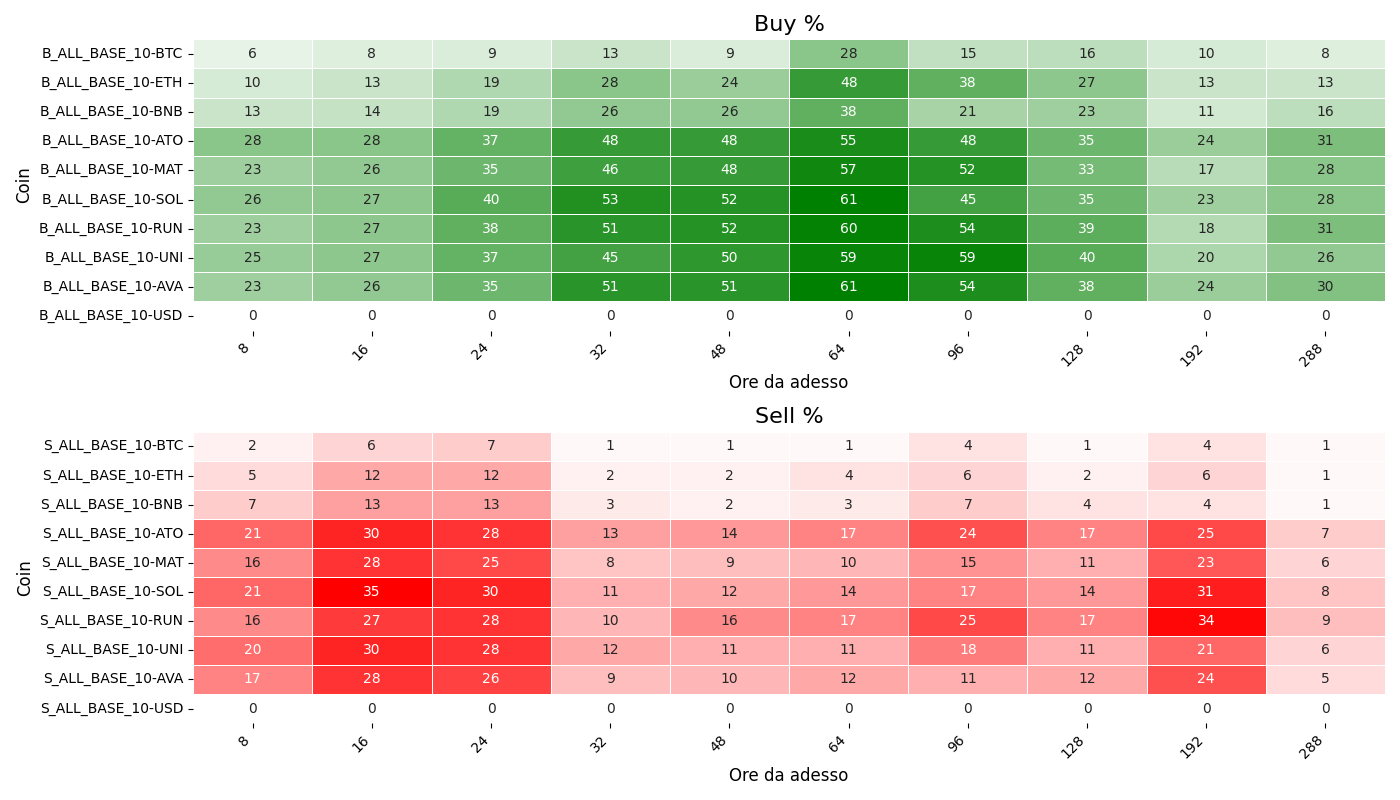 Buy %
Coin
B_ALL_BASE_10-BTC 6 8 9 13 9 28 15 16 10 8
B_ALL_BASE_10-ETH 10 13 19 28 24 48 38 27 13 13
B_ALL_BASE_10-BNB 13 14 19 26 26 38 21 23 11 16
B_ALL_BASE_10-ATO 28 28 37 48 48 55 48 35 24 31
B_ALL_BASE_10-MAT 23 26 35 46 48 57 52 33 17 28
B_ALL_BASE_10-SOL 26 27 40 53 52 61 45 35 23 28
B_ALL_BASE_10-RUN 23 27 38 51 52 60 54 39 18 31
B_ALL_BASE_10-UNI 25 27 37 45 50 59 59 40 20 26
B_ALL_BASE_10-AVA 23 26 35 51 51 61 54 38 24 30
B_ALL_BASE_10-USD 0 0 0 0 0 0 0 0 0 0
8 16 24 32 48 64 96 128 192 288
Ore da adesso
Sell %
Coin
S_ALL_BASE_10-BTC 2 6 7 1 1 1 4 1 4 1
S_ALL_BASE_10-ETH 5 12 12 2 2 4 6 2 6 1
S_ALL_BASE_10-BNB 7 13 13 3 2 3 7 4 4 1
S_ALL_BASE_10-ATO 21 30 28 13 14 17 24 17 25 7
S_ALL_BASE_10-MAT 16 28 25 8 9 10 15 11 23 6
S_ALL_BASE_10-SOL 21 35 30 11 12 14 17 14 31 8
S_ALL_BASE_10-RUN 16 27 28 10 16 17 25 17 34 9
S_ALL_BASE_10-UNI 20 30 28 12 11 11 18 11 21 6
S_ALL_BASE_10-AVA 17 28 26 9 10 12 11 12 24 5
S_ALL_BASE_10-USD 0 0 0 0 0 0 0 0 0 0
8 16 24 32 48 64 96 128 192 288
Ore da adesso